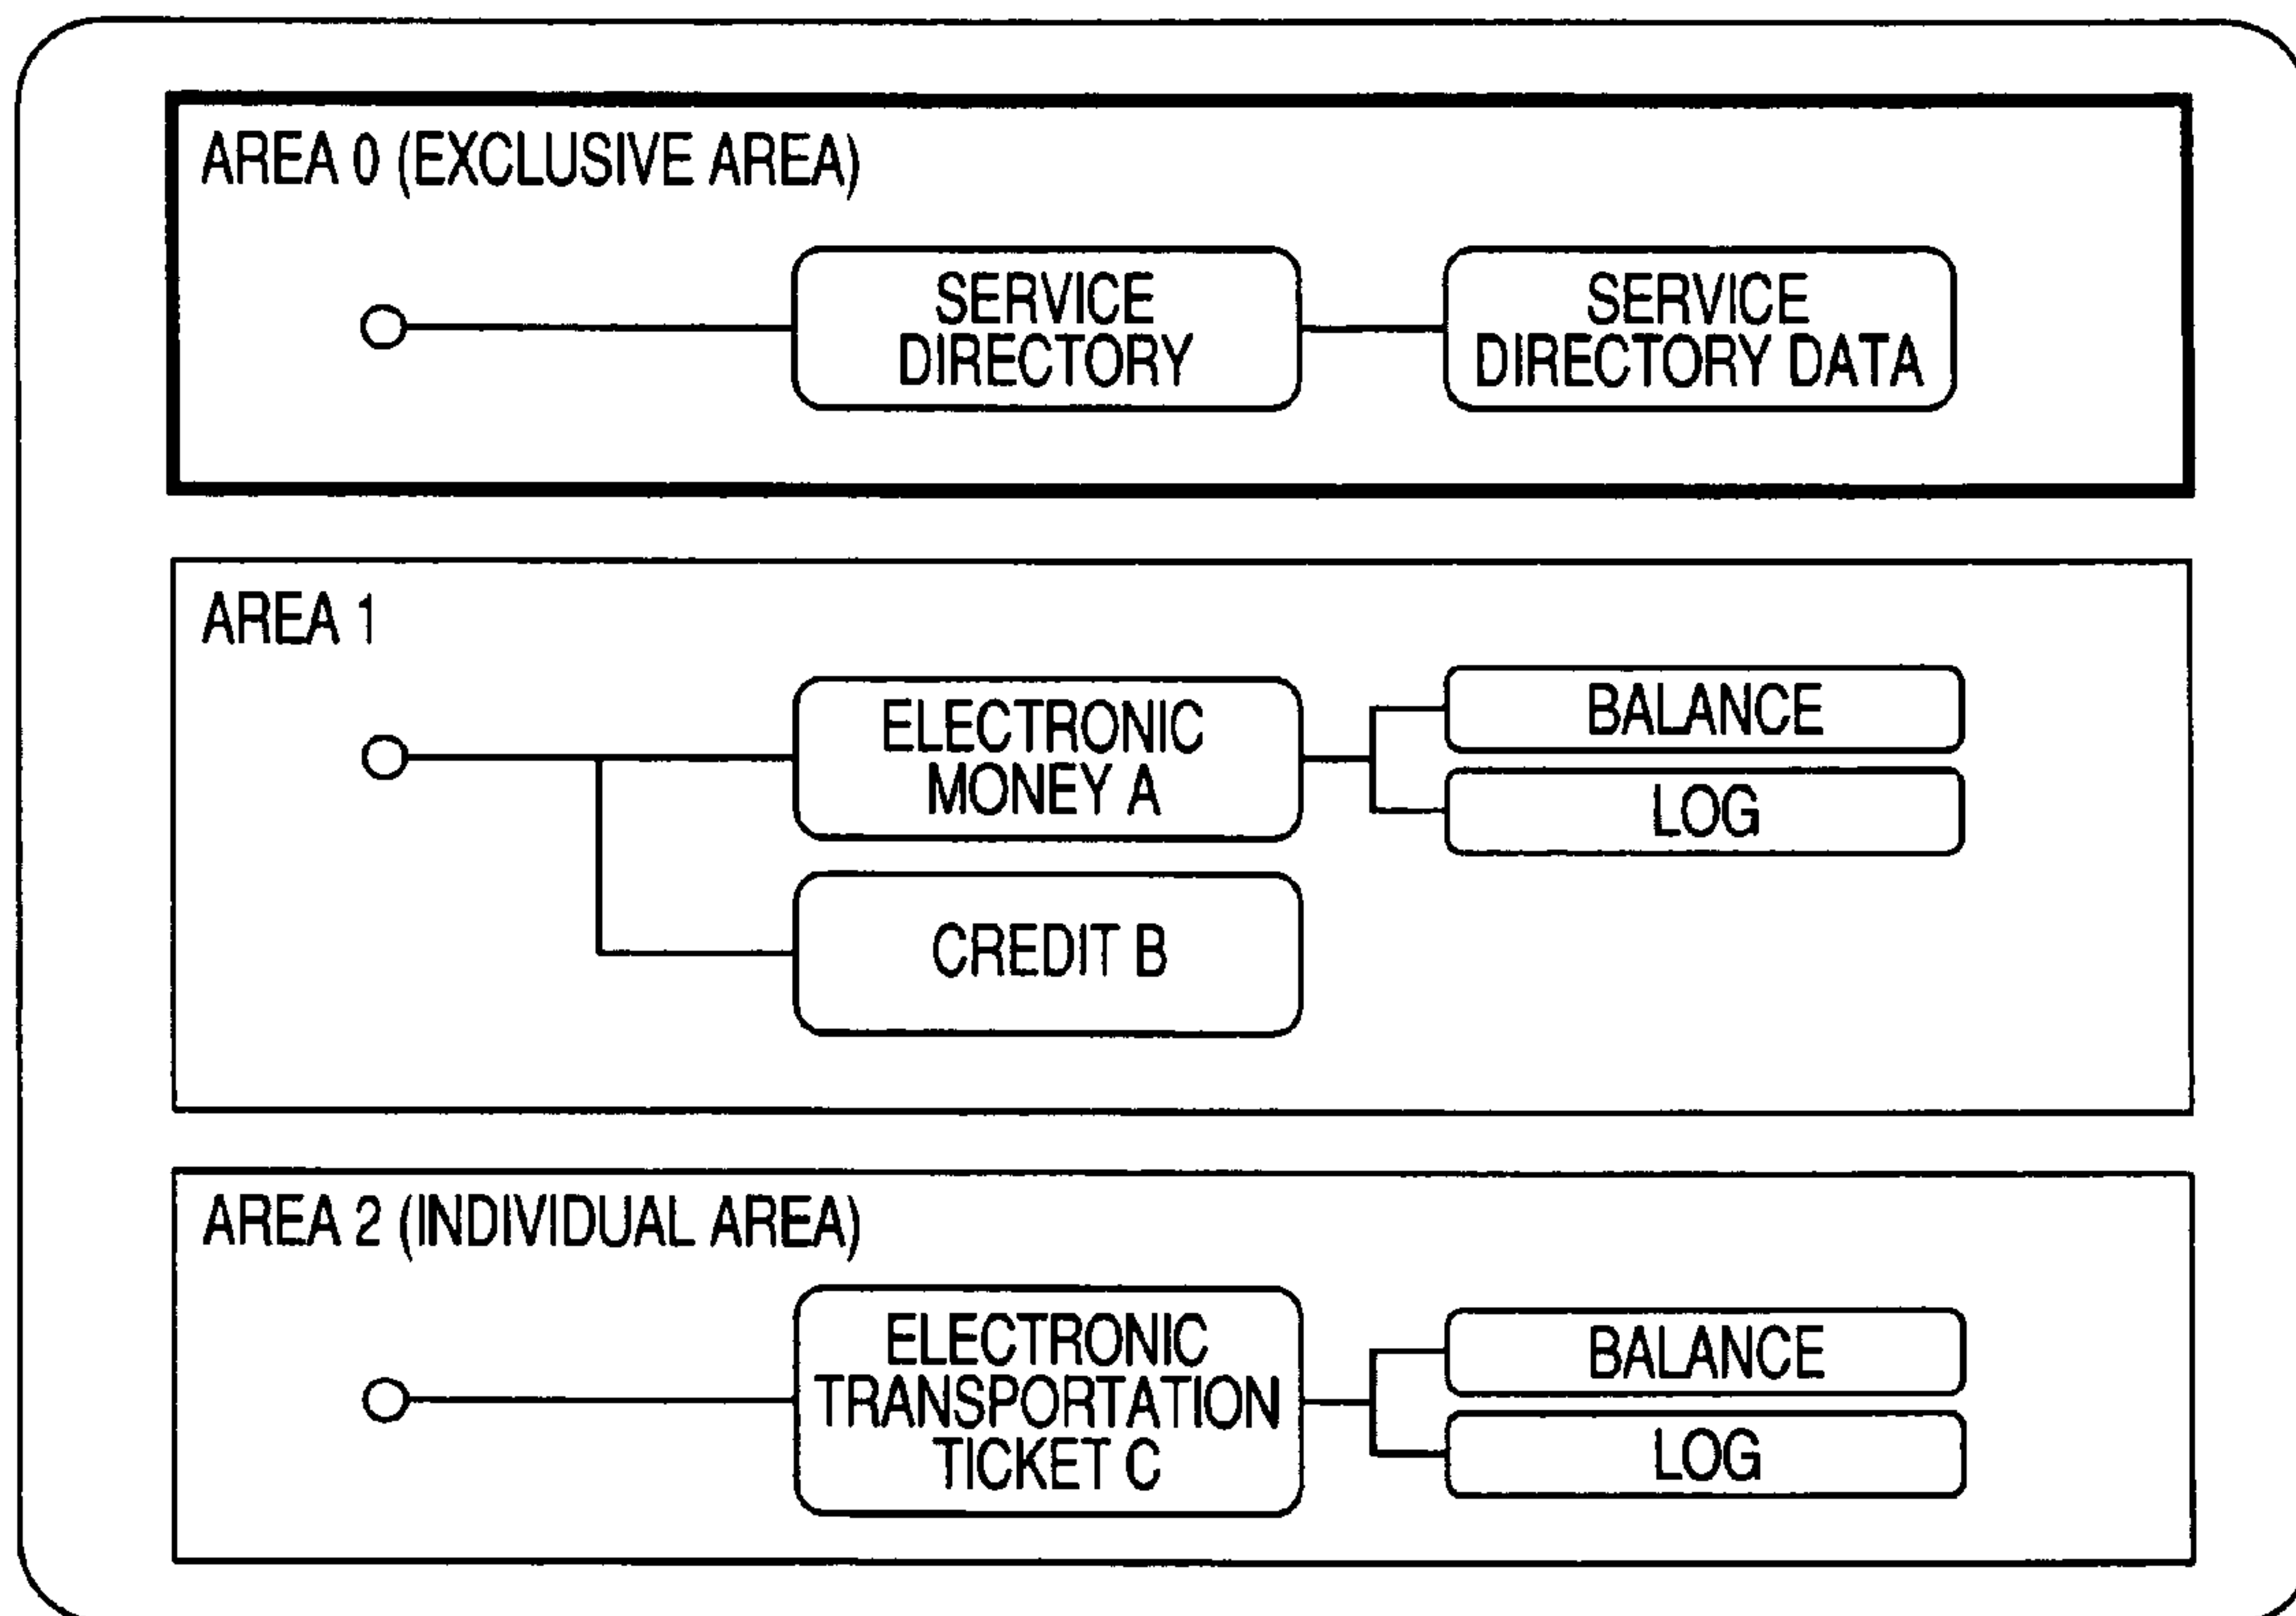 AREA 0 (EXCLUSIVE AREA)
SERVICE
DIRECTORY
SERVICE
DIRECTORY DATA
AREA 1
ELECTRONIC
MONEY A
BALANCE
LOG
CREDIT B
AREA 2 (INDIVIDUAL AREA)
ELECTRONIC
TRANSPORTATION
TICKET C
BALANCE
LOG